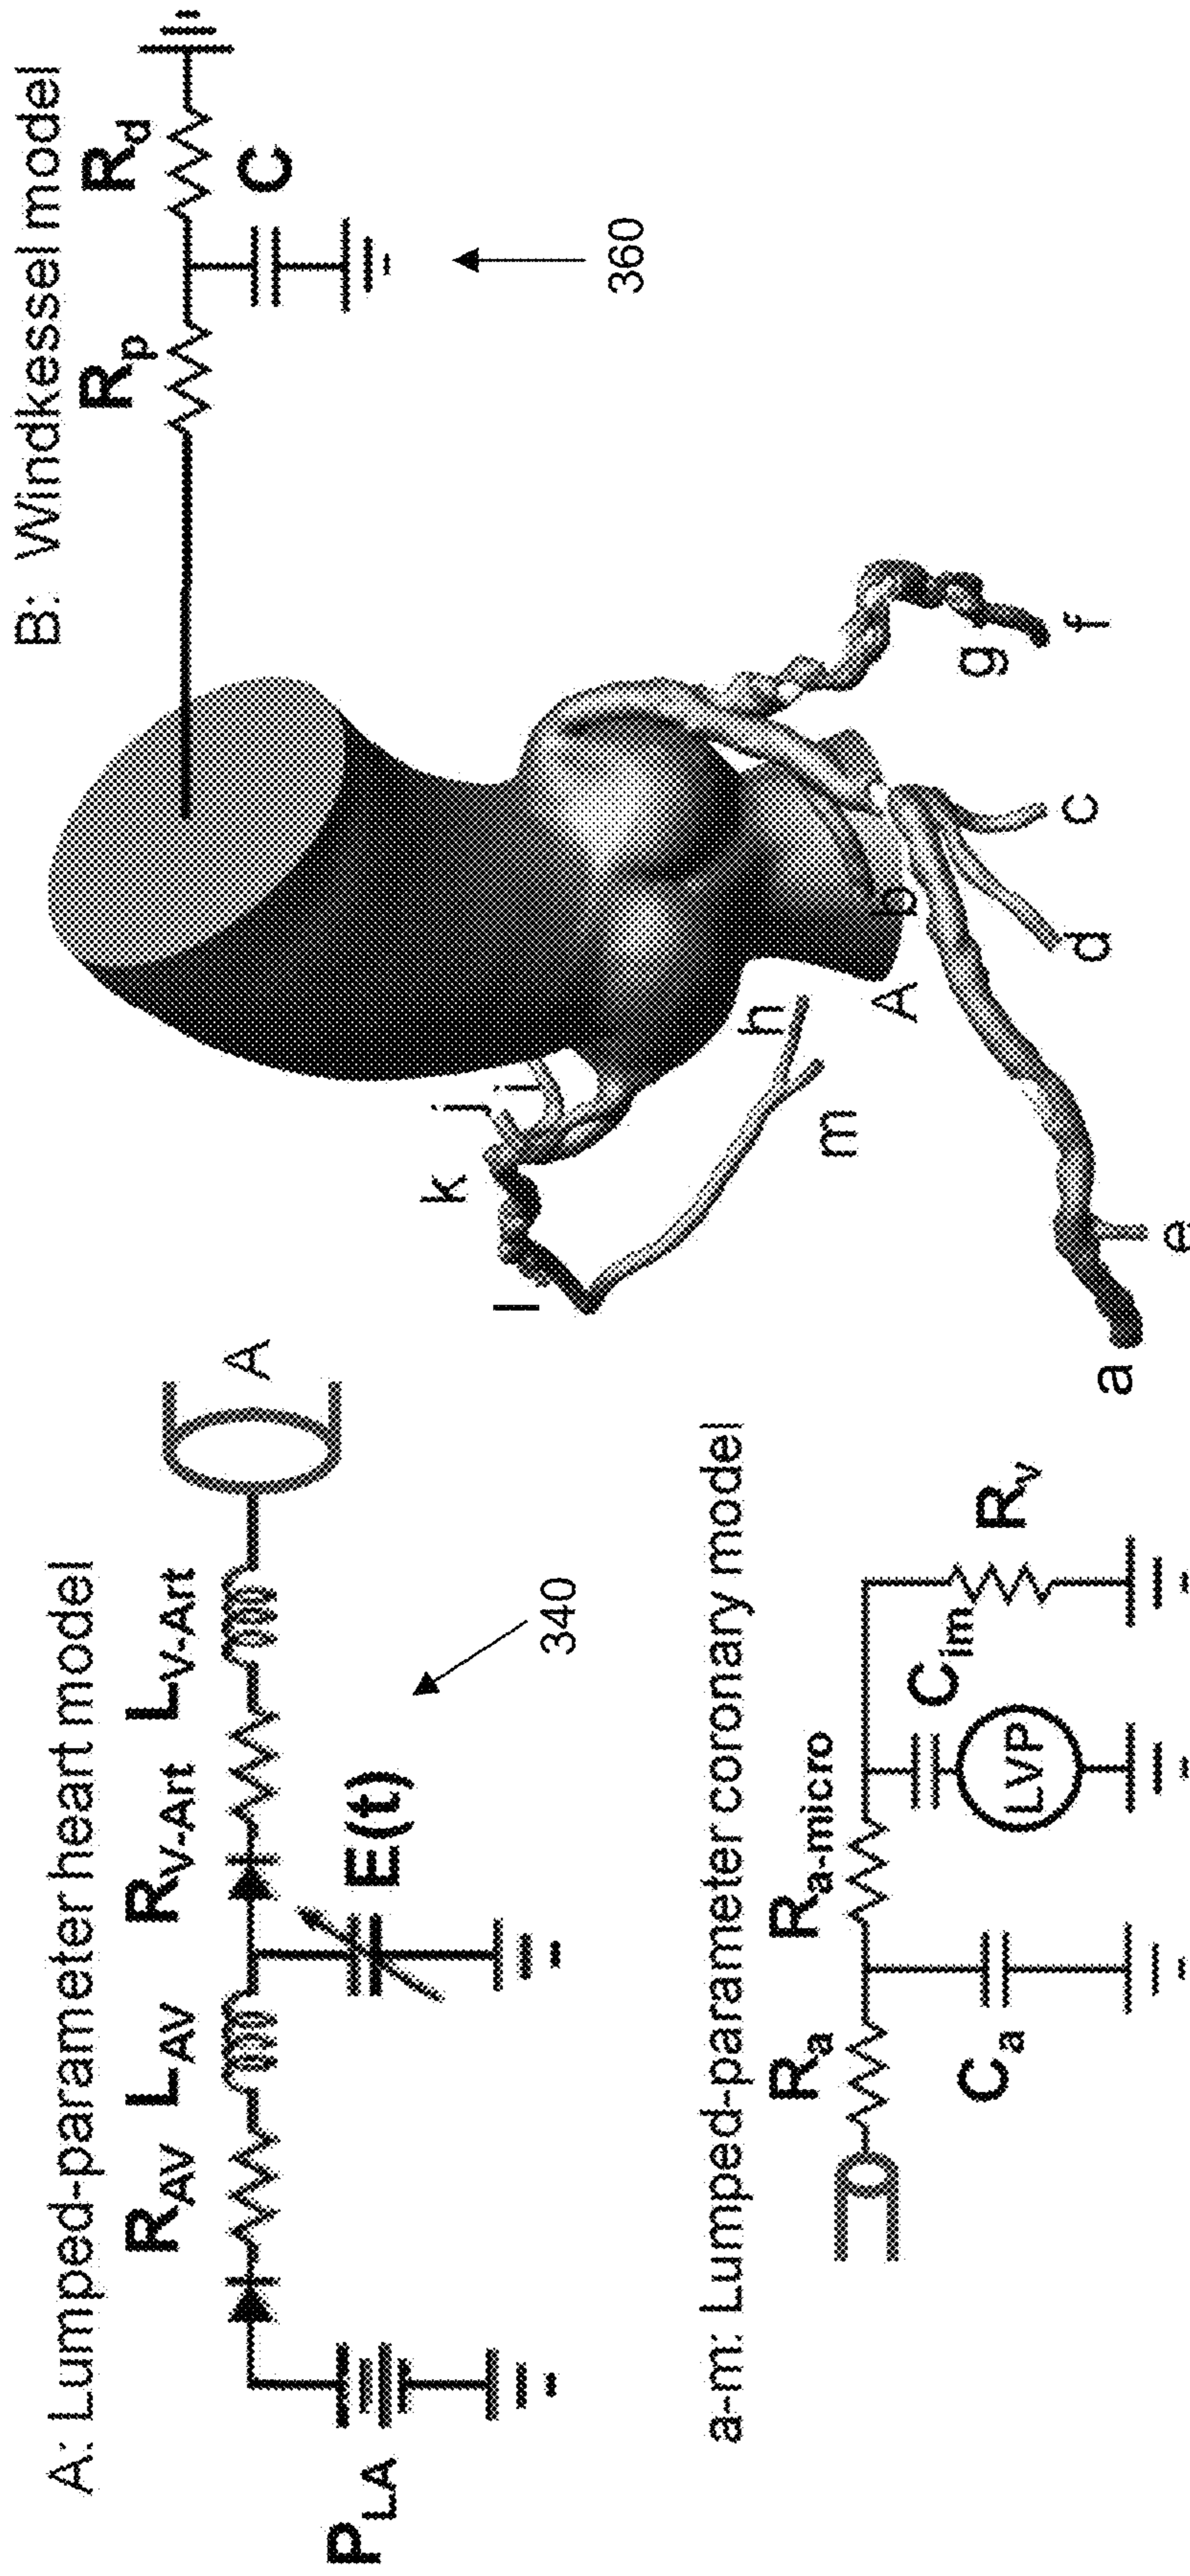 A: Lumped-parameter heart model
R_AV L_AV R_V-Art L_V-Art
A
P_LA
E(t)
340
B: Windkessel model
R_p R_d
C
360
a-m: Lumped-parameter coronary model
R_a R_a-micro
C_a
C_im
R_v
LVP
j
i
k
l
h
m
A
b
g
f
c
d
e
a